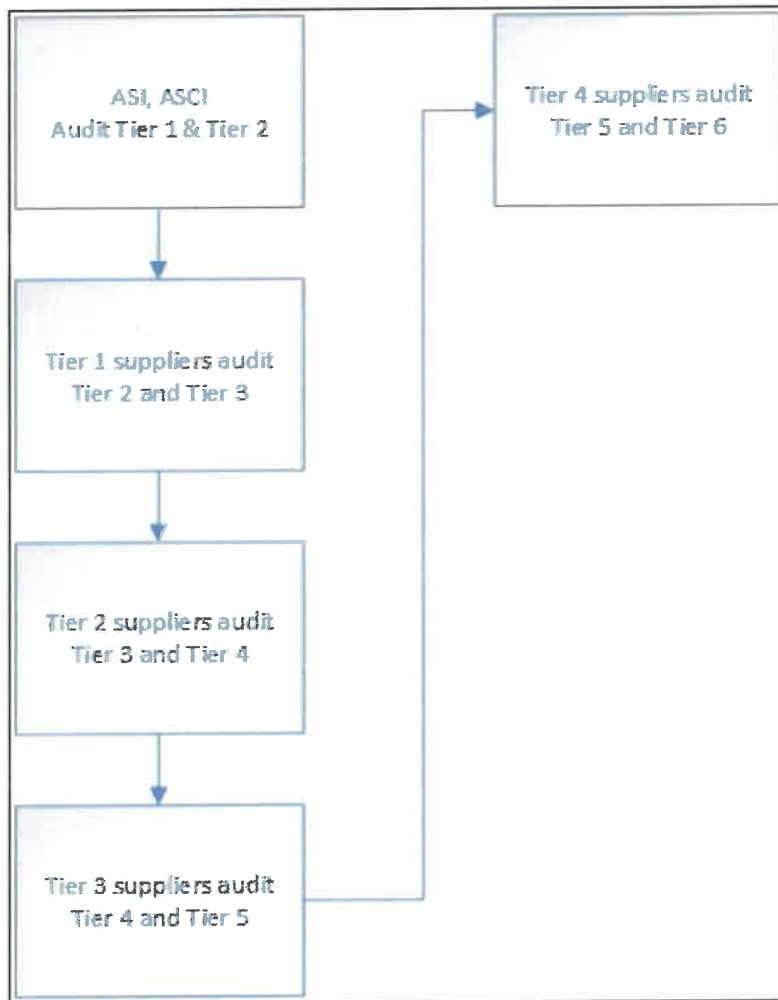 ASI, ASCI
Audit Tier 1 & Tier 2
Tier 1 suppliers audit
Tier 2 and Tier 3
Tier 2 suppliers audit
Tier 3 and Tier 4
Tier 3 suppliers audit
Tier 4 and Tier 5
Tier 4 suppliers audit
Tier 5 and Tier 6